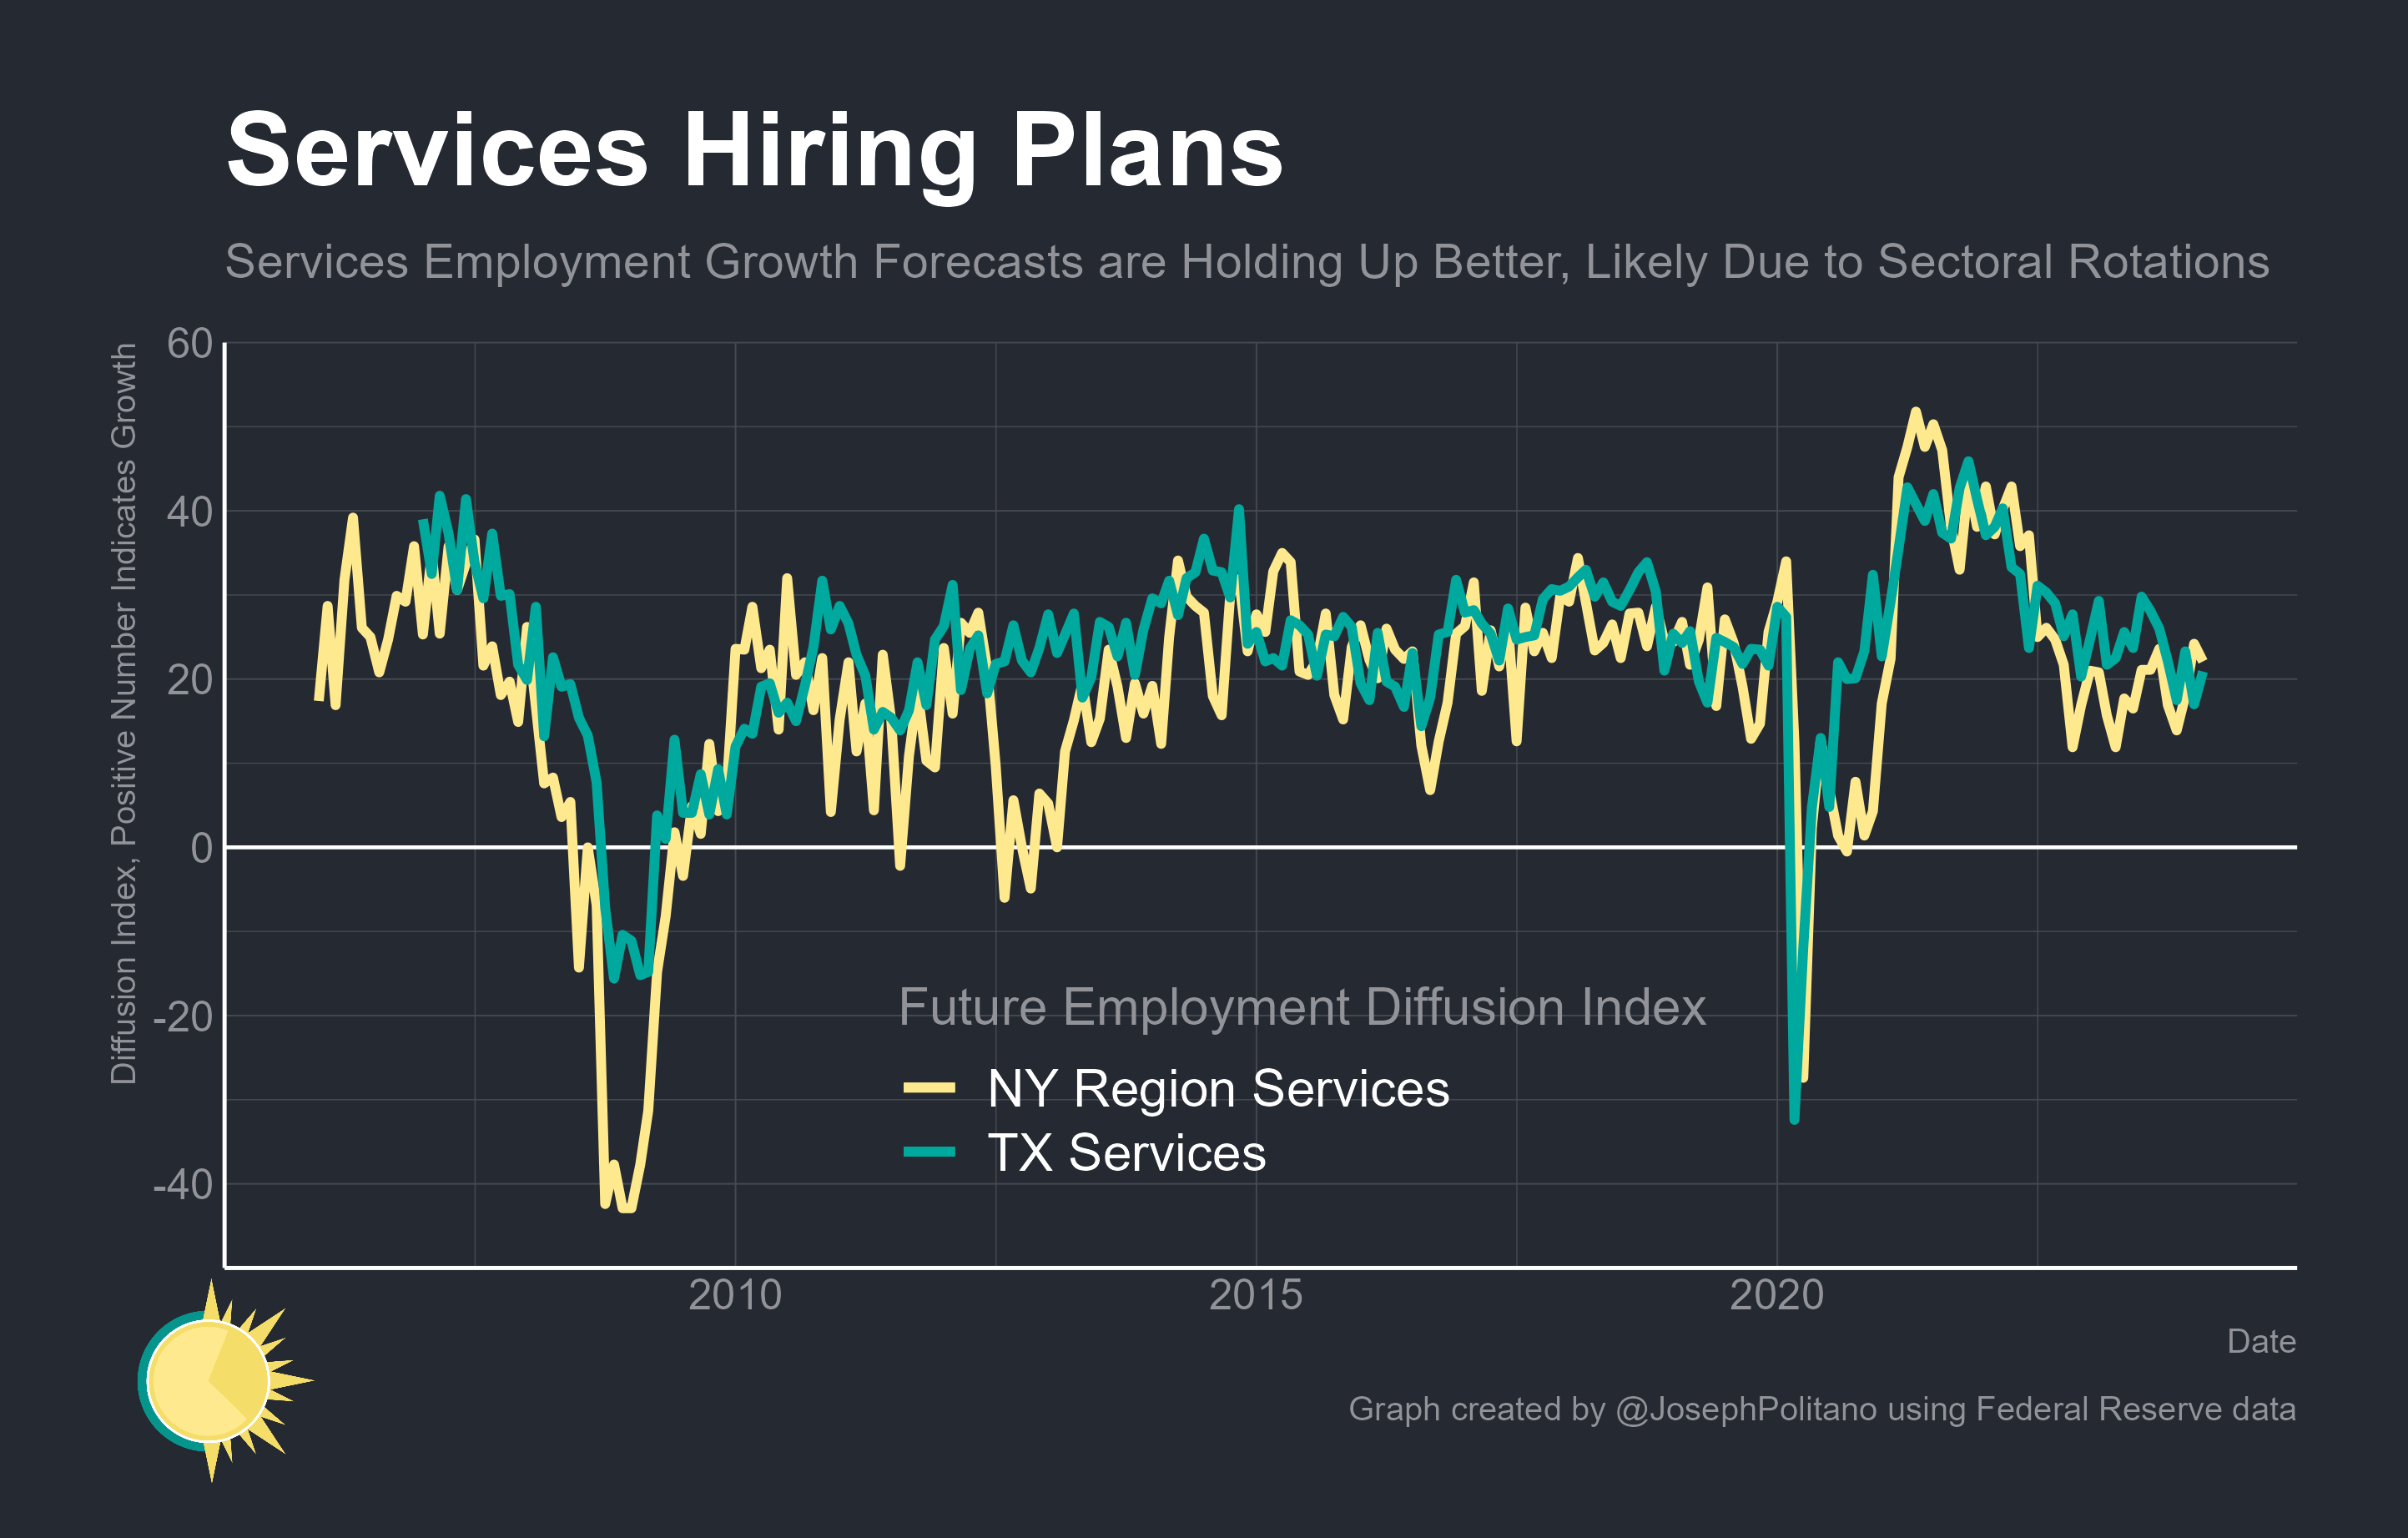 Services Hiring Plans
Services Employment Growth Forecasts are Holding Up Better, Likely Due to Sectoral Rotations
Diffusion Index, Positive Number Indicates Growth
60
40
20
0
-20
-40
Future Employment Diffusion Index
NY Region Services
TX Services
2010
2015
2020
Date
Graph created by @JosephPolitano using Federal Reserve data